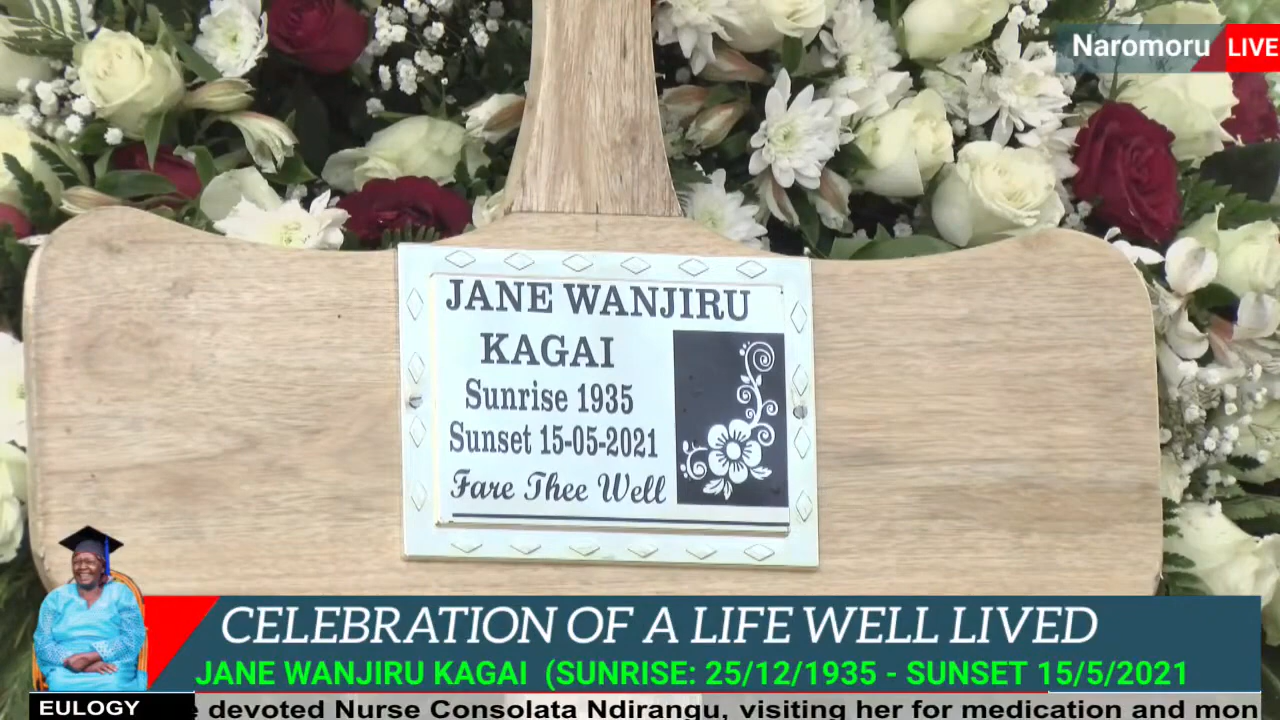 Naromoru LIVE
JANE WANJIRU
KAGAI
Sunrise 1935
Sunset 15-05-2021
Fare Thee Well
CELEBRATION OF A LIFE WELL LIVED
JANE WANJIRU KAGAI (SUNRISE: 25/12/1935 - SUNSET 15/5/2021
EULOGY devoted Nurse Consolata Ndirangu, visiting her for medication and mon